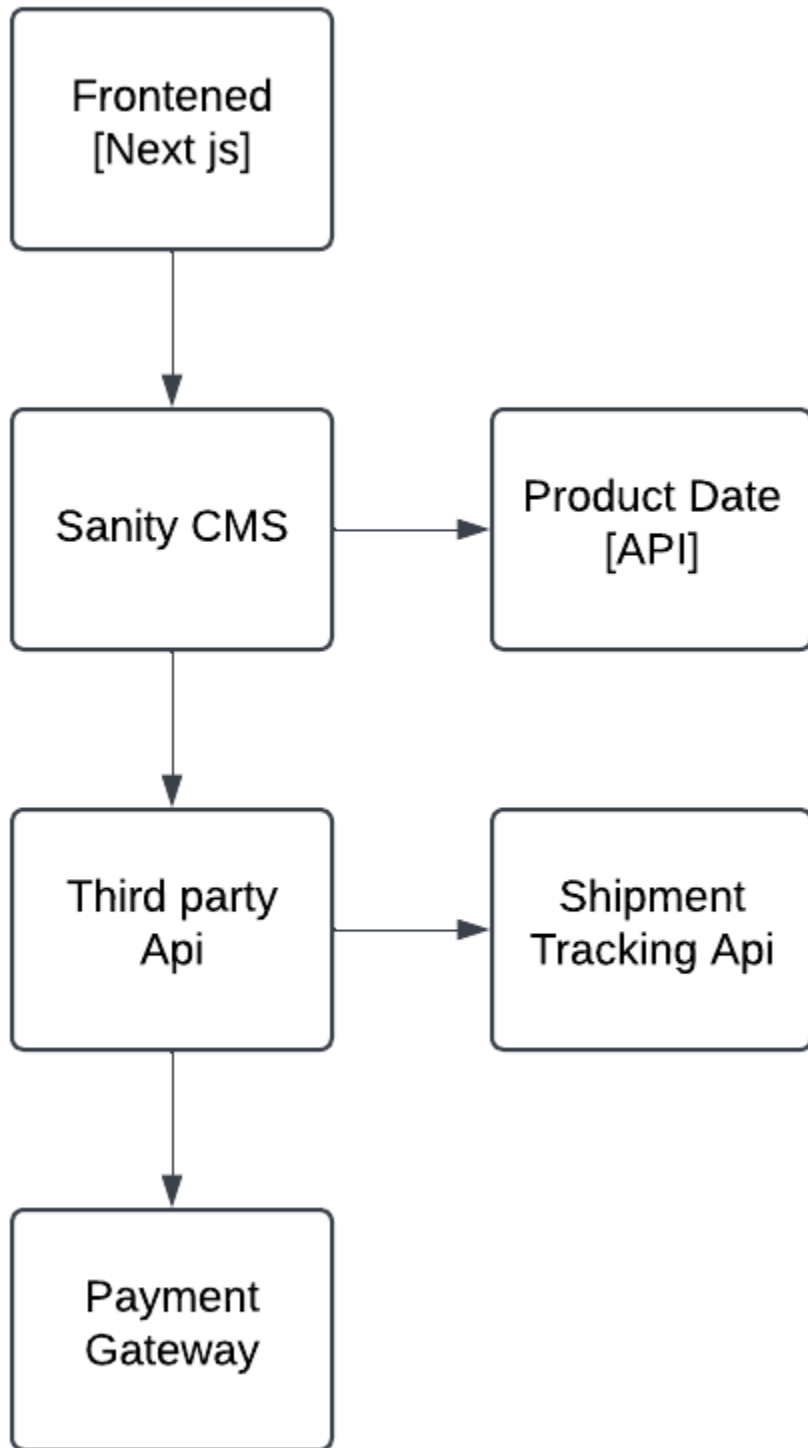 Frontened
[Next js]
Sanity CMS
Product Date
[API]
Third party
Api
Shipment
Tracking Api
Payment
Gateway